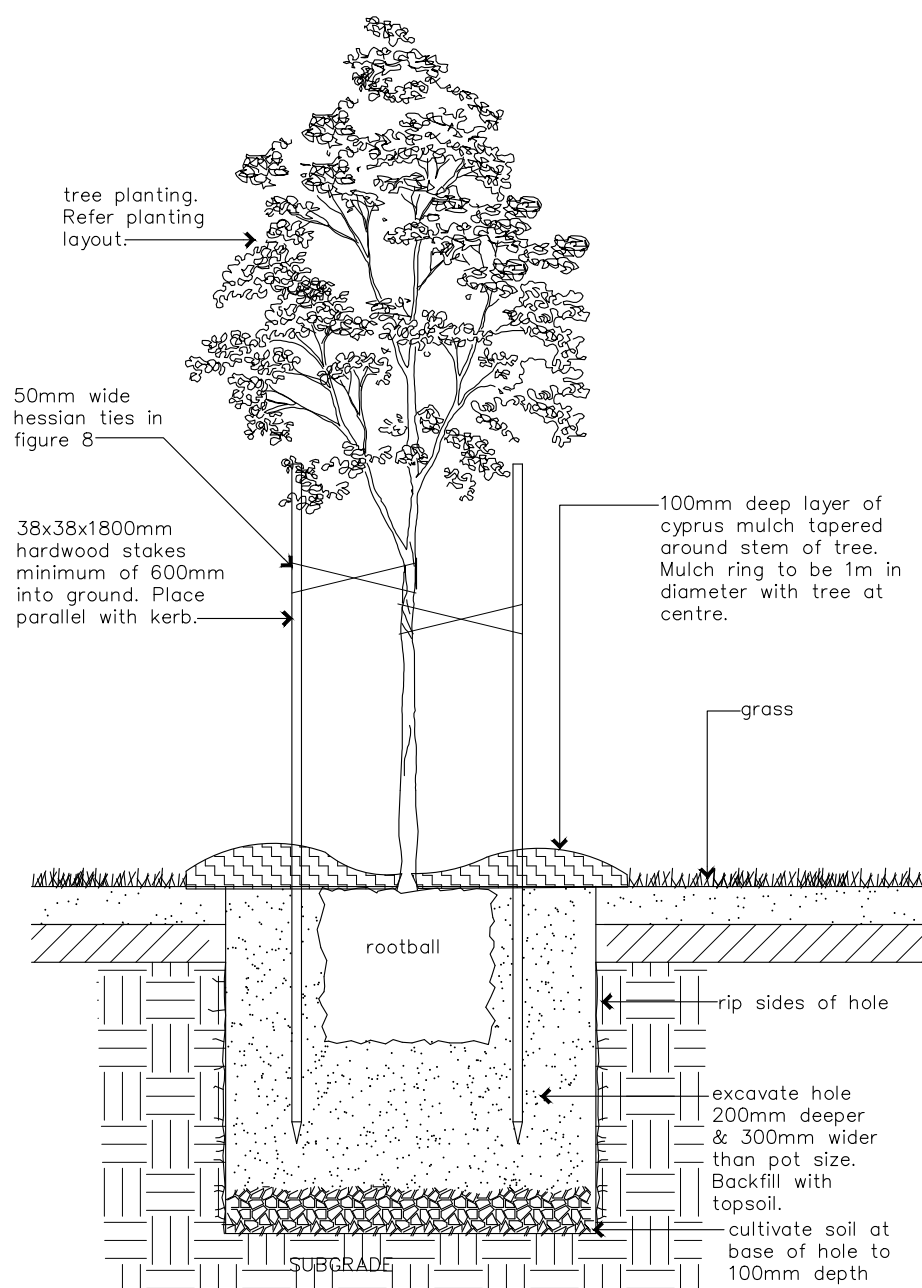 tree planting.
Refer planting
layout.
50mm wide
hessian ties in
figure 8
38x38x1800mm
hardwood stakes
minimum of 600mm
into ground. Place
parallel with kerb.
100mm deep layer of
cyprus mulch tapered
around stem of tree.
Mulch ring to be 1m in
diameter with tree at
centre.
grass
rootball
rip sides of hole
excavate hole
200mm deeper
& 300mm wider
than pot size.
Backfill with
topsoil.
cultivate soil at
base of hole to
100mm depth
SUBGRADE